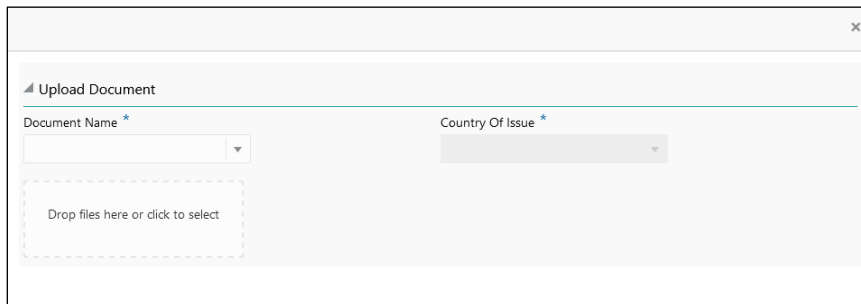 Upload Document
Document Name *
Country Of Issue *
Drop files here or click to select